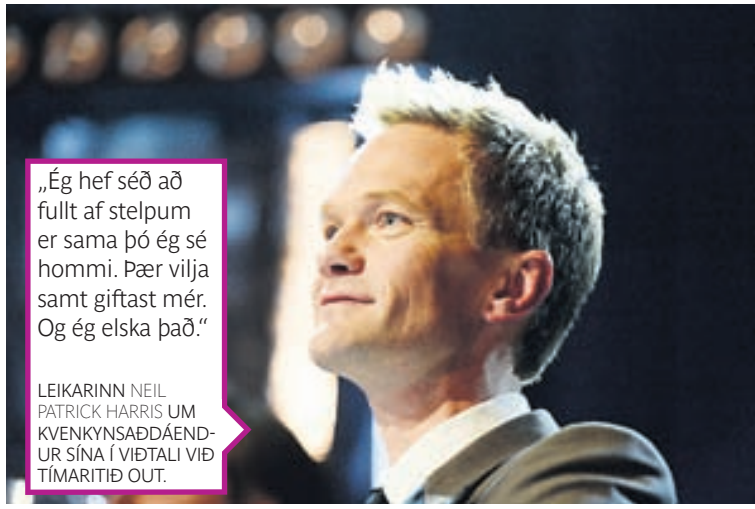 „Ég hef séð að
fullt af stelpum
er sama þó ég sé
hommi. Þær vilja
samt giftast mér.
Og ég elska það.“
LEIKARINN NEIL
PATRICK HARRIS UM
KVENKYNSAÐDÁEND-
UR SÍNA Í VIÐTALI VIÐ
TÍMARITIÐ OUT.